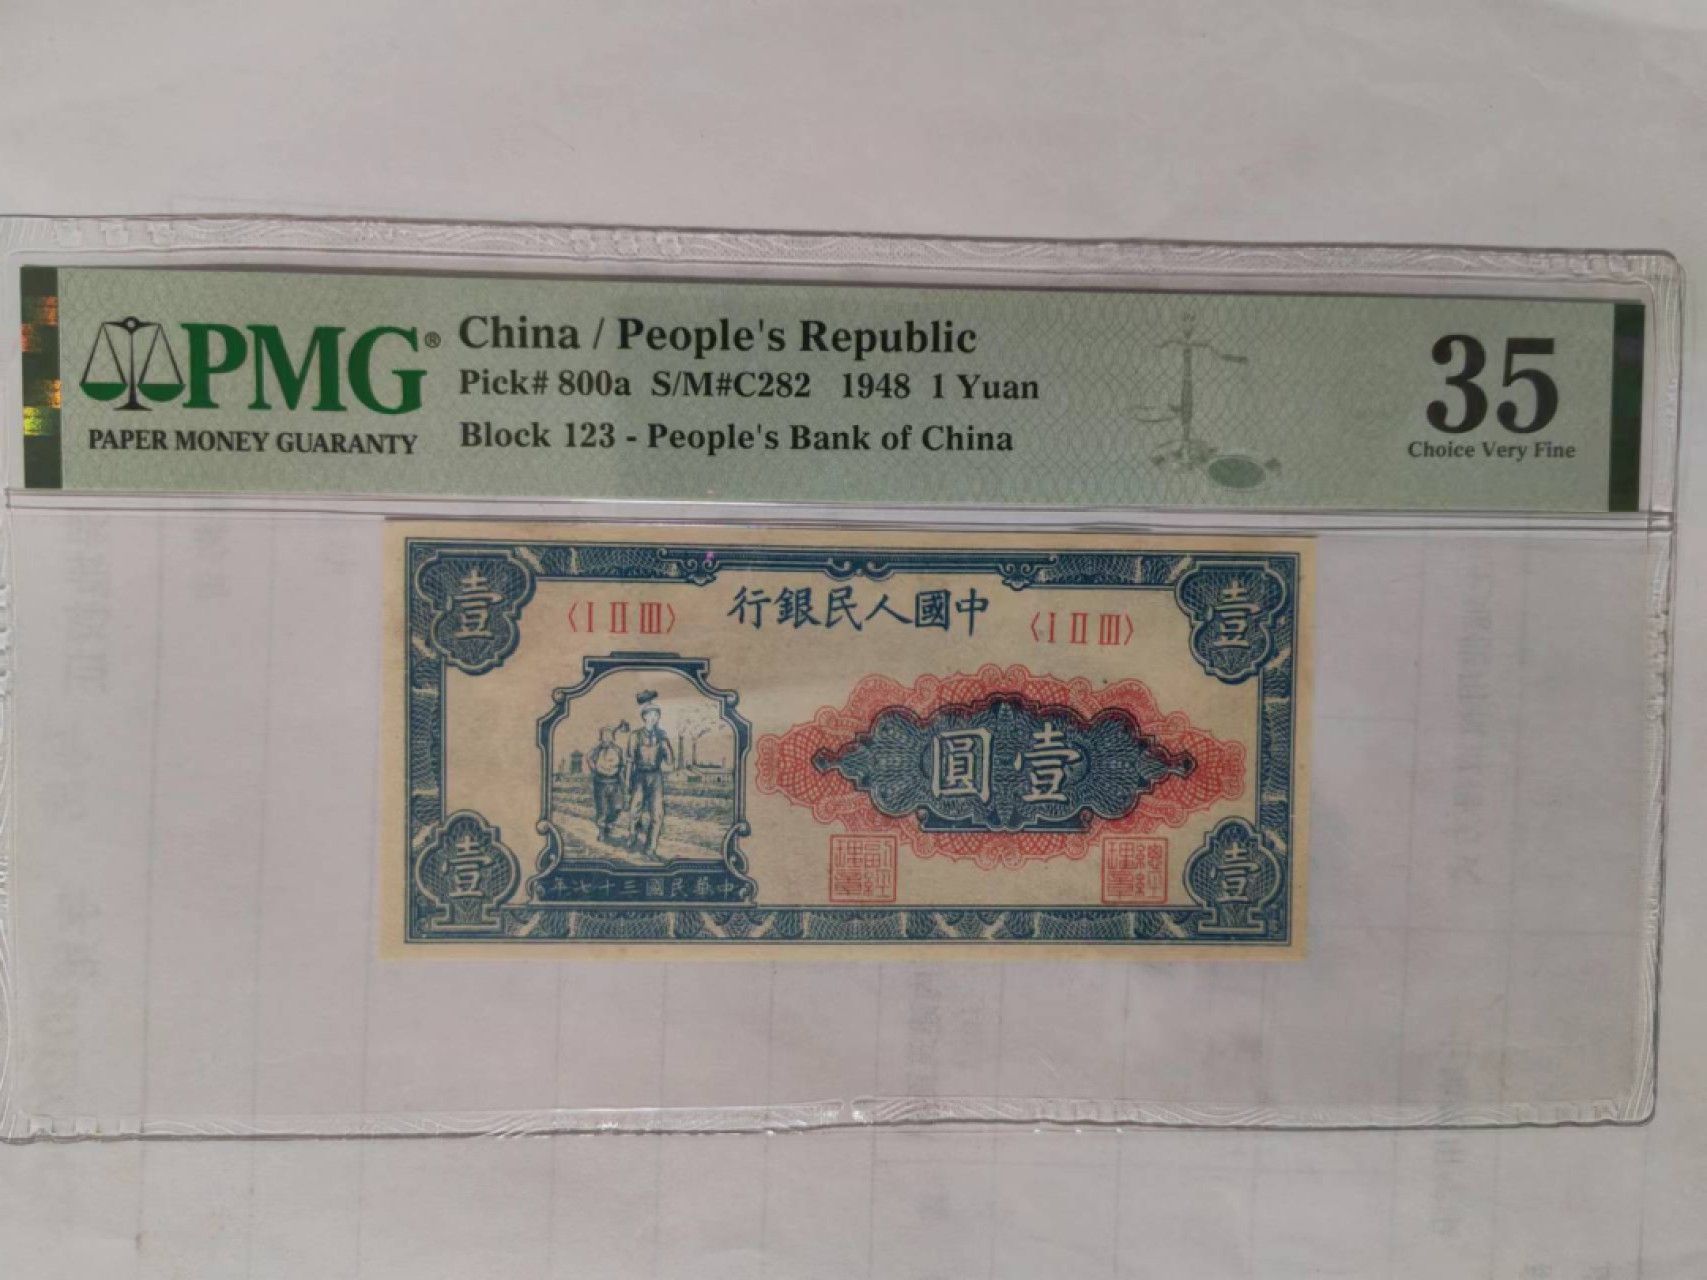 PMG®
PAPER MONEY GUARANTY
China / People's Republic
Pick# 800a S/M#C282 1948 1 Yuan
Block 123 - People's Bank of China
35
Choice Very Fine
壹
〈I II III〉
行銀民人國中
〈I II III〉
壹
圓壹
壹
年七十三國民華中
壹